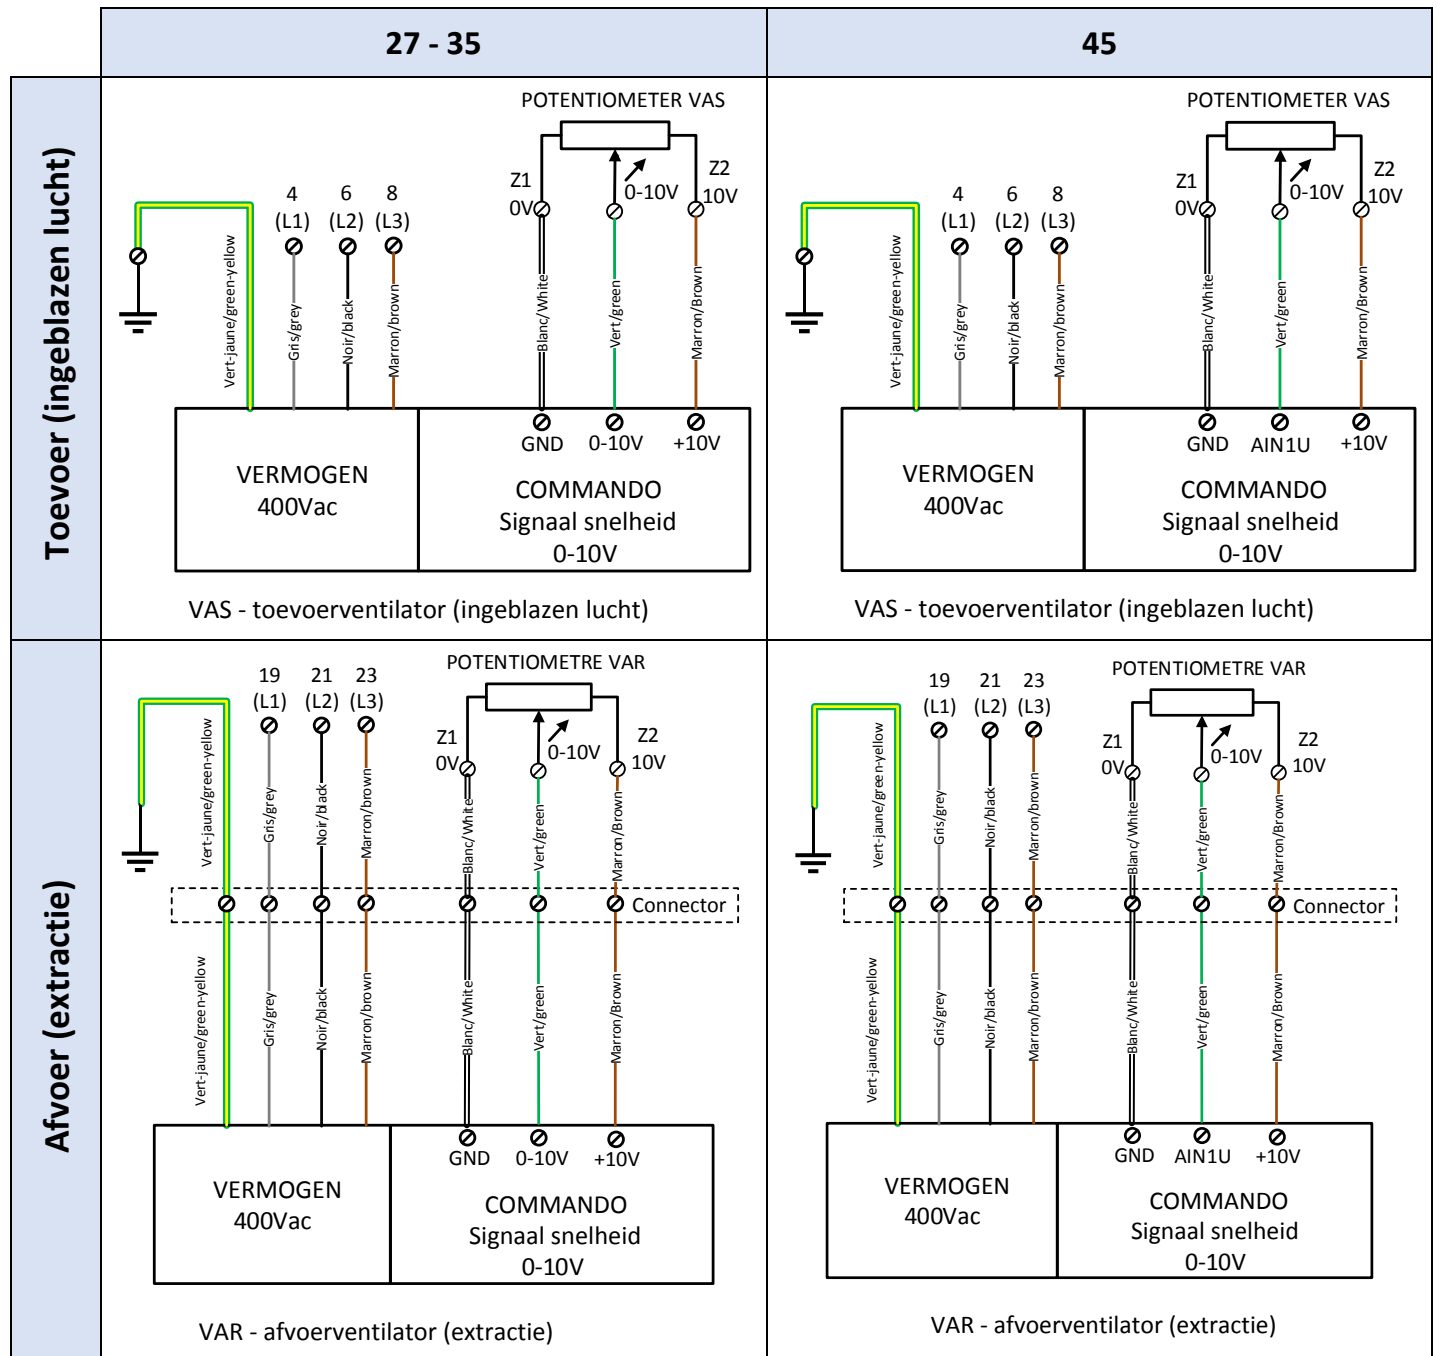 27 - 35
45
Toevoer (ingeblazen lucht)
POTENTIOMETER VAS
4
(L1)
6
(L2)
8
(L3)
Z1
0V
0-10V
Z2
10V
Vert-jaune/green-yellow
Gris/grey
Noir/black
Marron/brown
Blanc/White
Vert/green
Marron/Brown
GND
0-10V
+10V
VERMOGEN
400Vac
COMMANDO
Signaal snelheid
0-10V
VAS - toevoerventilator (ingeblazen lucht)
POTENTIOMETER VAS
4
(L1)
6
(L2)
8
(L3)
Z1
0V
0-10V
Z2
10V
Vert-jaune/green-yellow
Gris/grey
Noir/black
Marron/brown
Blanc/White
Vert/green
Marron/Brown
GND
AIN1U
+10V
VERMOGEN
400Vac
COMMANDO
Signaal snelheid
0-10V
VAS - toevoerventilator (ingeblazen lucht)
Afvoer (extractie)
POTENTIOMETRE VAR
19
(L1)
21
(L2)
23
(L3)
Z1
0V
0-10V
Z2
10V
Vert-jaune/green-yellow
Gris/grey
Noir/black
Marron/brown
Blanc/White
Vert/green
Marron/Brown
Connector
Vert-jaune/green-yellow
Gris/grey
Noir/black
Marron/brown
Blanc/White
Vert/green
Marron/Brown
GND
0-10V
+10V
VERMOGEN
400Vac
COMMANDO
Signaal snelheid
0-10V
VAR - afvoerventilator (extractie)
POTENTIOMETRE VAR
19
(L1)
21
(L2)
23
(L3)
Z1
0V
0-10V
Z2
10V
Vert-jaune/green-yellow
Gris/grey
Noir/black
Marron/brown
Blanc/White
Vert/green
Marron/Brown
Connector
Vert-jaune/green-yellow
Gris/grey
Noir/black
Marron/brown
Blanc/White
Vert/green
Marron/Brown
GND
AIN1U
+10V
VERMOGEN
400Vac
COMMANDO
Signaal snelheid
0-10V
VAR - afvoerventilator (extractie)